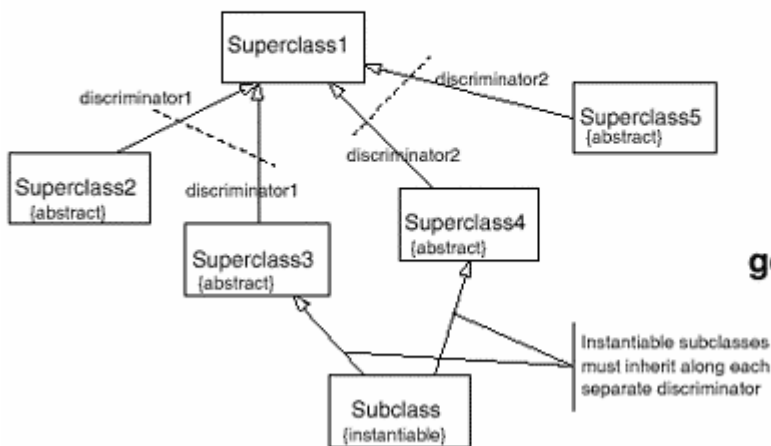 Superclass1
discriminator2
discriminator1
Superclass5
{abstract}
discriminator2
Superclass2
{abstract}
discriminator1
Superclass4
{abstract}
Superclass3
{abstract}
Instantiable subclasses
must inherit along each
separate discriminator
Subclass
{instantiable}